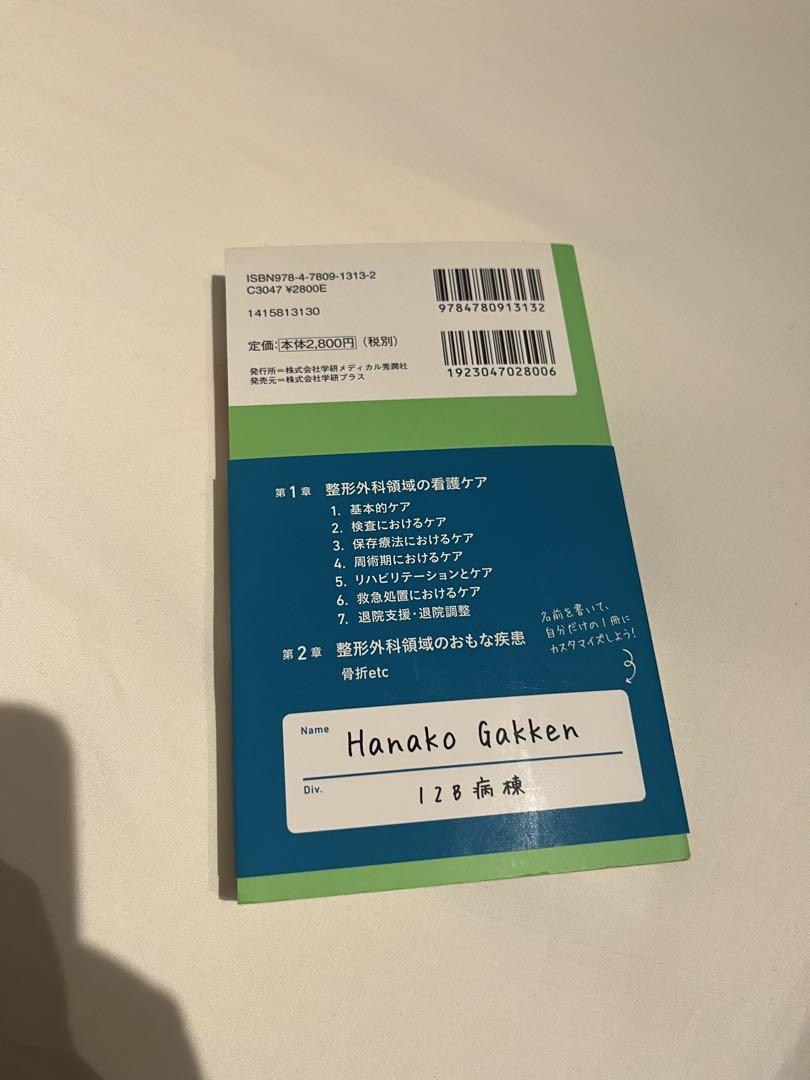 ISBN978-4-7809-1313-2
C3047 ¥2800E
1415813130
定価:本体2,800円(税別)
発行所=株式会社学研メディカル秀潤社
発売元=株式会社学研プラス
9784780913132
1923047028006
第1章 整形外科領域の看護ケア
1. 基本的ケア
2. 検査におけるケア
3. 保存療法におけるケア
4. 周術期におけるケア
5. リハビリテーションとケア
6. 救急処置におけるケア
7. 退院支援・退院調整
第2章 整形外科領域のおもな疾患
骨折etc
名前を書いて、
自分だけの1冊に
カスタマイズしよう!
Name Hanako Gakken
Div. 12B病棟